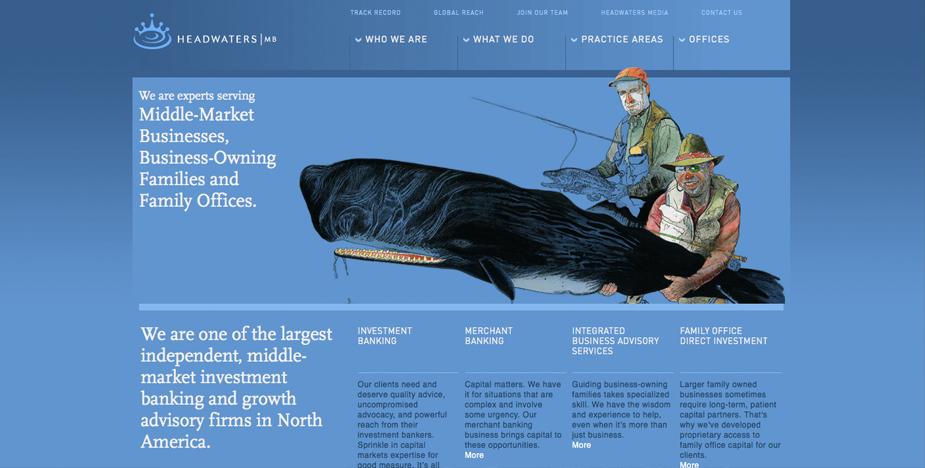 TRACK RECORD
GLOBAL REACH
JOIN OUR TEAM
HEADWATERS MEDIA
CONTACT US
HEADWATERS|MB
WHO WE ARE
WHAT WE DO
PRACTICE AREAS
OFFICES
We are experts serving
Middle-Market
Businesses,
Business-Owning
Families and
Family Offices.
We are one of the largest
independent, middle-
market investment
banking and growth
advisory firms in North
America.
INVESTMENT
BANKING
Our clients need and
deserve quality advice,
uncompromised
advocacy, and powerful
reach from their
investment bankers.
Sprinkle in capital
markets expertise for
good measure. It's all
MERCHANT
BANKING
Capital matters. We have
it for situations that are
complex and involve
some urgency. Our
merchant banking
business brings capital to
these opportunities.
More
INTEGRATED
BUSINESS ADVISORY
SERVICES
Guiding business-owning
families takes specialized
skill. We have the wisdom
and experience to help,
even when it's more than
just business.
More
FAMILY OFFICE
DIRECT INVESTMENT
Larger family owned
businesses sometimes
require long-term, patient
capital partners. That's
why we've developed
proprietary access to
family office capital for our
clients.
More